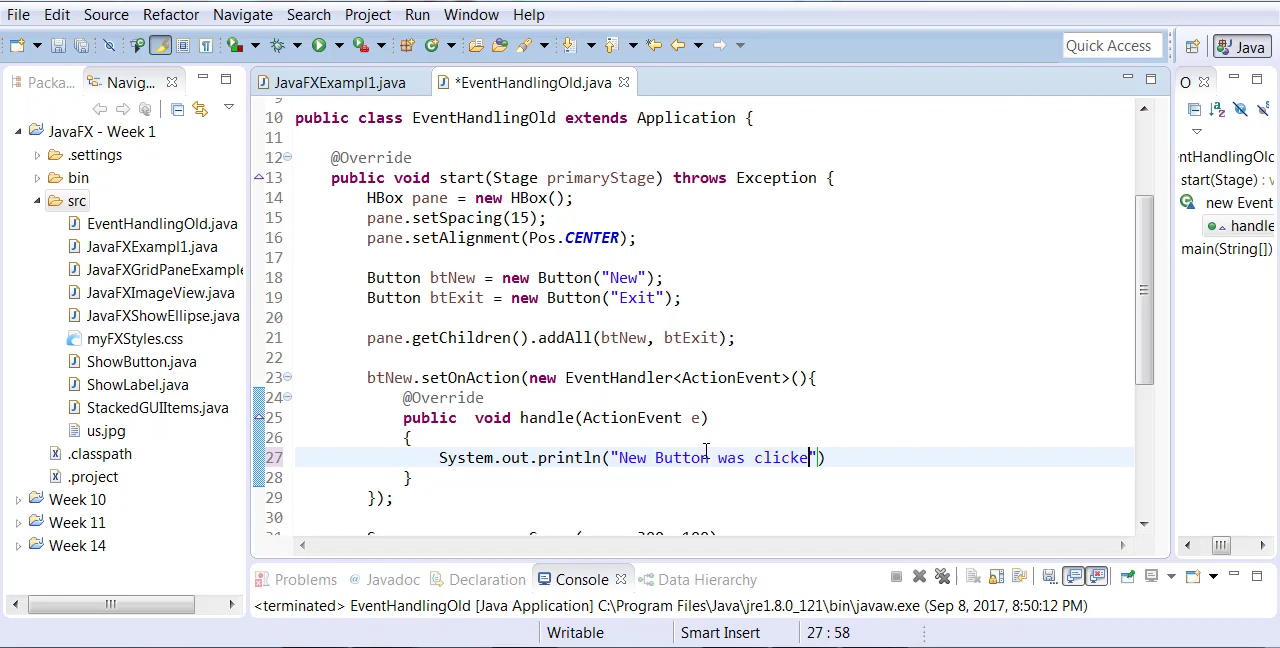 File Edit Source Refactor Navigate Search Project Run Window Help
Quick Access
Java
Packa...
Navig...
JavaFXExampl1.java
*EventHandlingOld.java
O
JavaFX - Week 1
.settings
bin
src
EventHandlingOld.java
JavaFXExampl1.java
JavaFXGridPaneExample
JavaFXImageView.java
JavaFXShowEllipse.java
myFXStyles.css
ShowButton.java
ShowLabel.java
StackedGUIItems.java
us.jpg
.classpath
.project
Week 10
Week 11
Week 14
9
10 public class EventHandlingOld extends Application {
11
12 @Override
13 public void start(Stage primaryStage) throws Exception {
14 HBox pane = new HBox();
15 pane.setSpacing(15);
16 pane.setAlignment(Pos.CENTER);
17
18 Button btNew = new Button("New");
19 Button btExit = new Button("Exit");
20
21 pane.getChildren().addAll(btNew, btExit);
22
23 btNew.setOnAction(new EventHandler<ActionEvent>(){
24 @Override
25 public  void handle(ActionEvent e)
26 {
27 System.out.println("New Button was clicke")
28 }
29 });
30
ntHandlingOld
start(Stage) : v
new Event
handle
main(String[])
Problems
@ Javadoc
Declaration
Console
Data Hierarchy
<terminated> EventHandlingOld [Java Application] C:\Program Files\Java\jre1.8.0_121\bin\javaw.exe (Sep 8, 2017, 8:50:12 PM)
Writable
Smart Insert
27 : 58